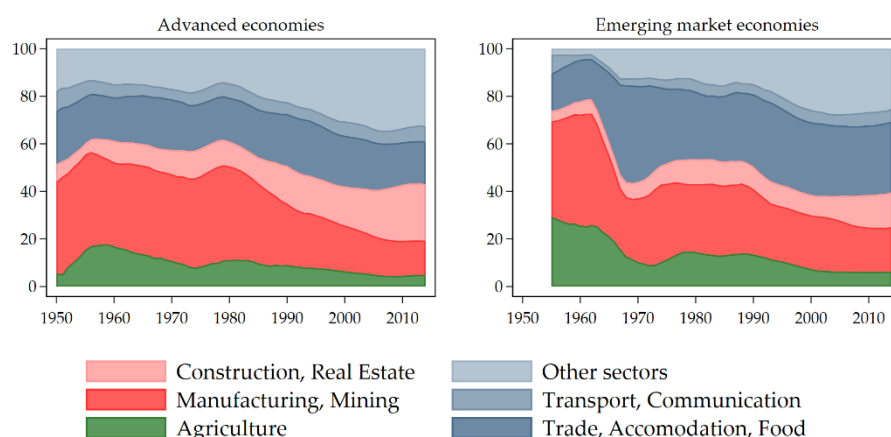 Advanced economies
Emerging market economies
100
80
60
40
20
0
1950 1960 1970 1980 1990 2000 2010
100
80
60
40
20
0
1950 1960 1970 1980 1990 2000 2010
Construction, Real Estate
Manufacturing, Mining
Agriculture
Other sectors
Transport, Communication
Trade, Accomodation, Food